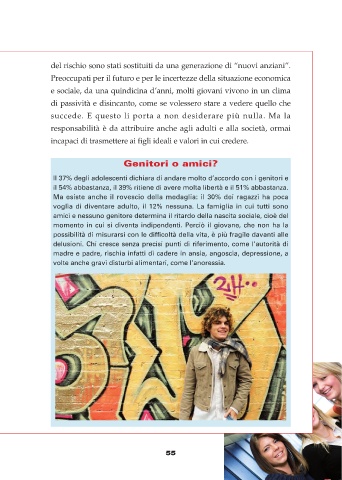 del rischio sono stati sostituiti da una generazione di “nuovi anziani”.
Preoccupati per il futuro e per le incertezze della situazione economica
e sociale, da una quindicina d’anni, molti giovani vivono in un clima
di passività e disincanto, come se volessero stare a vedere quello che
succede. E questo li porta a non desiderare più nulla. Ma la
responsabilità è da attribuire anche agli adulti e alla società, ormai
incapaci di trasmettere ai figli ideali e valori in cui credere.
Genitori o amici?
Il 37% degli adolescenti dichiara di andare molto d’accordo con i genitori e
il 54% abbastanza, il 39% ritiene di avere molta libertà e il 51% abbastanza.
Ma esiste anche il rovescio della medaglia: il 30% dei ragazzi ha poca
voglia di diventare adulto, il 12% nessuna. La famiglia in cui tutti sono
amici e nessuno genitore determina il ritardo della nascita sociale, cioè del
momento in cui si diventa indipendenti. Perciò il giovane, che non ha la
possibilità di misurarsi con le difficoltà della vita, è più fragile davanti alle
delusioni. Chi cresce senza precisi punti di riferimento, come l’autorità di
madre e padre, rischia infatti di cadere in ansia, angoscia, depressione, a
volte anche gravi disturbi alimentari, come l’anoressia.
55